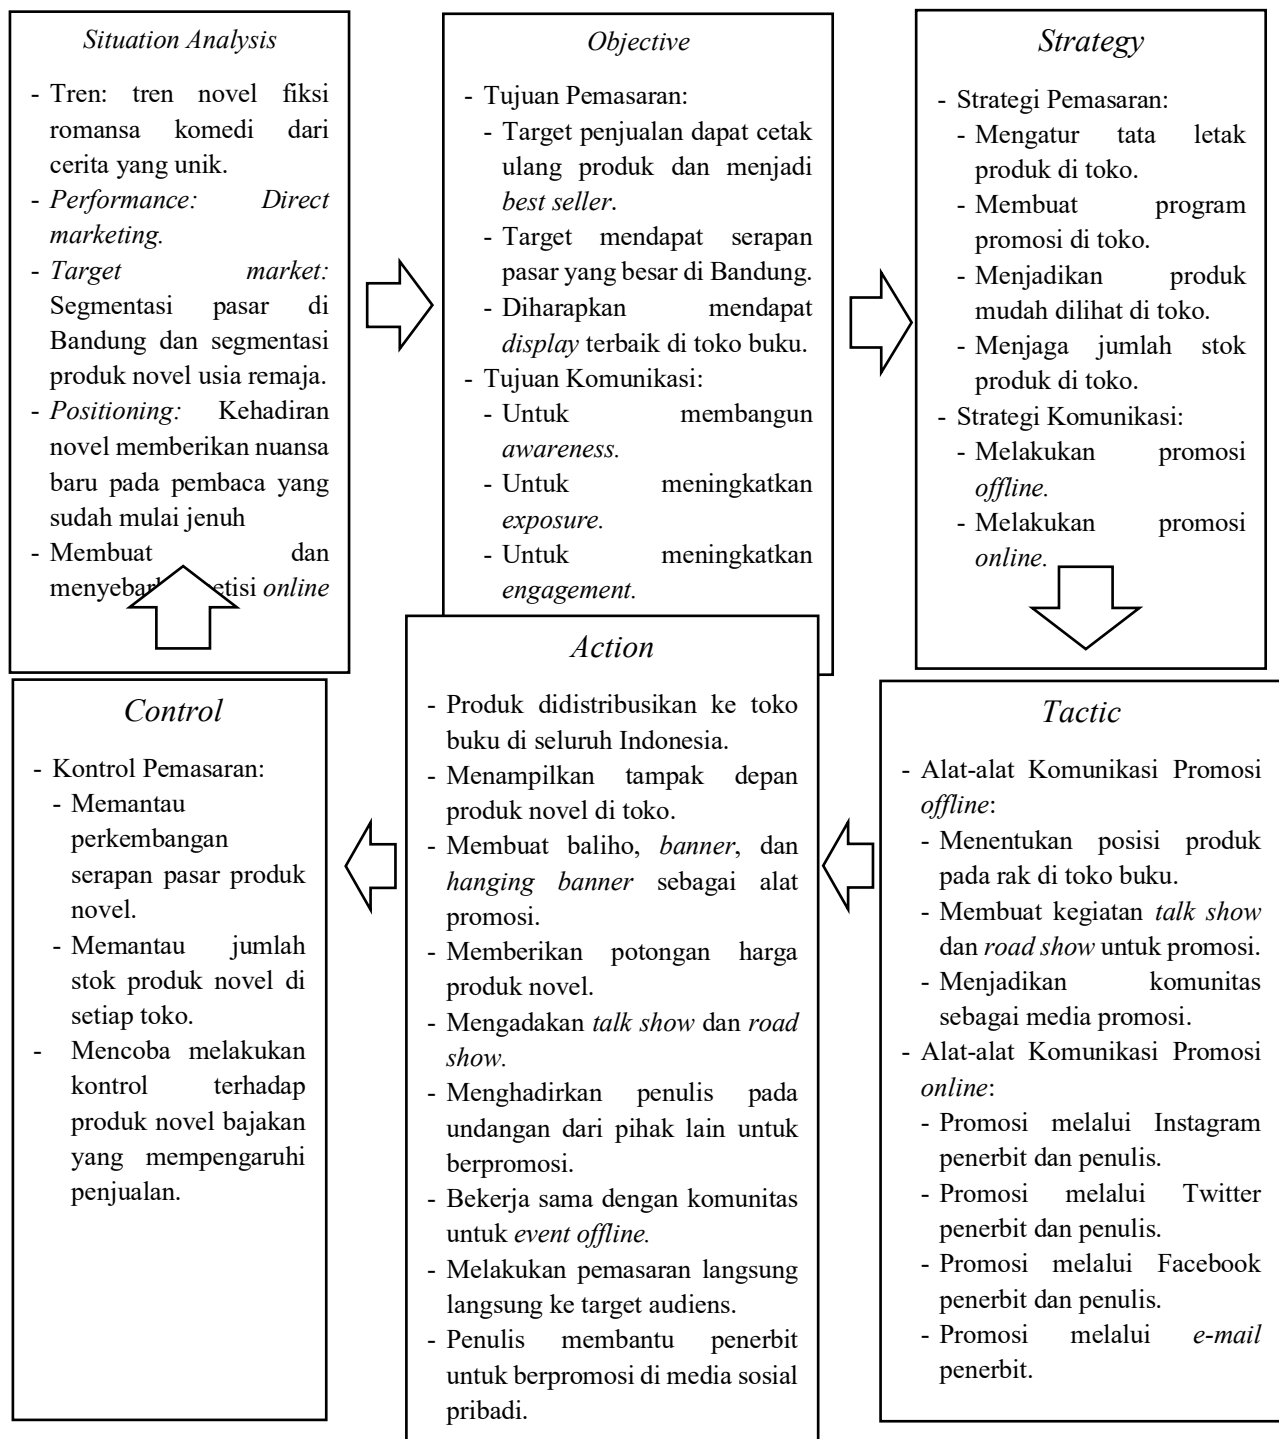 Situation Analysis
- Tren: tren novel fiksi
romansa komedi dari
cerita yang unik.
- Performance: Direct
marketing.
- Target market:
Segmentasi pasar di
Bandung dan segmentasi
produk novel usia remaja.
- Positioning: Kehadiran
novel memberikan nuansa
baru pada pembaca yang
sudah mulai jenuh
- Membuat dan
online
Objective
- Tujuan Pemasaran:
- Target penjualan dapat cetak
ulang produk dan menjadi
best seller.
- Target mendapat serapan
pasar yang besar di Bandung.
- Diharapkan mendapat
display terbaik di toko buku.
- Tujuan Komunikasi:
- Untuk membangun
awareness.
- Untuk meningkatkan
exposure.
- Untuk meningkatkan
engagement.
Strategy
- Strategi Pemasaran:
- Mengatur tata letak
produk di toko.
- Membuat program
promosi di toko.
- Menjadikan produk
mudah dilihat di toko.
- Menjaga jumlah stok
produk di toko.
- Strategi Komunikasi:
- Melakukan promosi
offline.
- Melakukan promosi
online.
Tactic
- Alat-alat Komunikasi Promosi
offline:
- Menentukan posisi produk
pada rak di toko buku.
- Membuat kegiatan talk show
dan road show untuk promosi.
- Menjadikan komunitas
sebagai media promosi.
- Alat-alat Komunikasi Promosi
online:
- Promosi melalui Instagram
penerbit dan penulis.
- Promosi melalui Twitter
penerbit dan penulis.
- Promosi melalui Facebook
penerbit dan penulis.
- Promosi melalui e-mail
penerbit.
Action
- Produk didistribusikan ke toko
buku di seluruh Indonesia.
- Menampilkan tampak depan
produk novel di toko.
- Membuat baliho, banner, dan
hanging banner sebagai alat
promosi.
- Memberikan potongan harga
produk novel.
- Mengadakan talk show dan road
show.
- Menghadirkan penulis pada
undangan dari pihak lain untuk
berpromosi.
- Bekerja sama dengan komunitas
untuk event offline.
- Melakukan pemasaran langsung
langsung ke target audiens.
- Penulis membantu penerbit
untuk berpromosi di media sosial
pribadi.
Control
- Kontrol Pemasaran:
- Memantau
perkembangan
serapan pasar produk
novel.
- Memantau jumlah
stok produk novel di
setiap toko.
- Mencoba melakukan
kontrol terhadap
produk novel bajakan
yang mempengaruhi
penjualan.